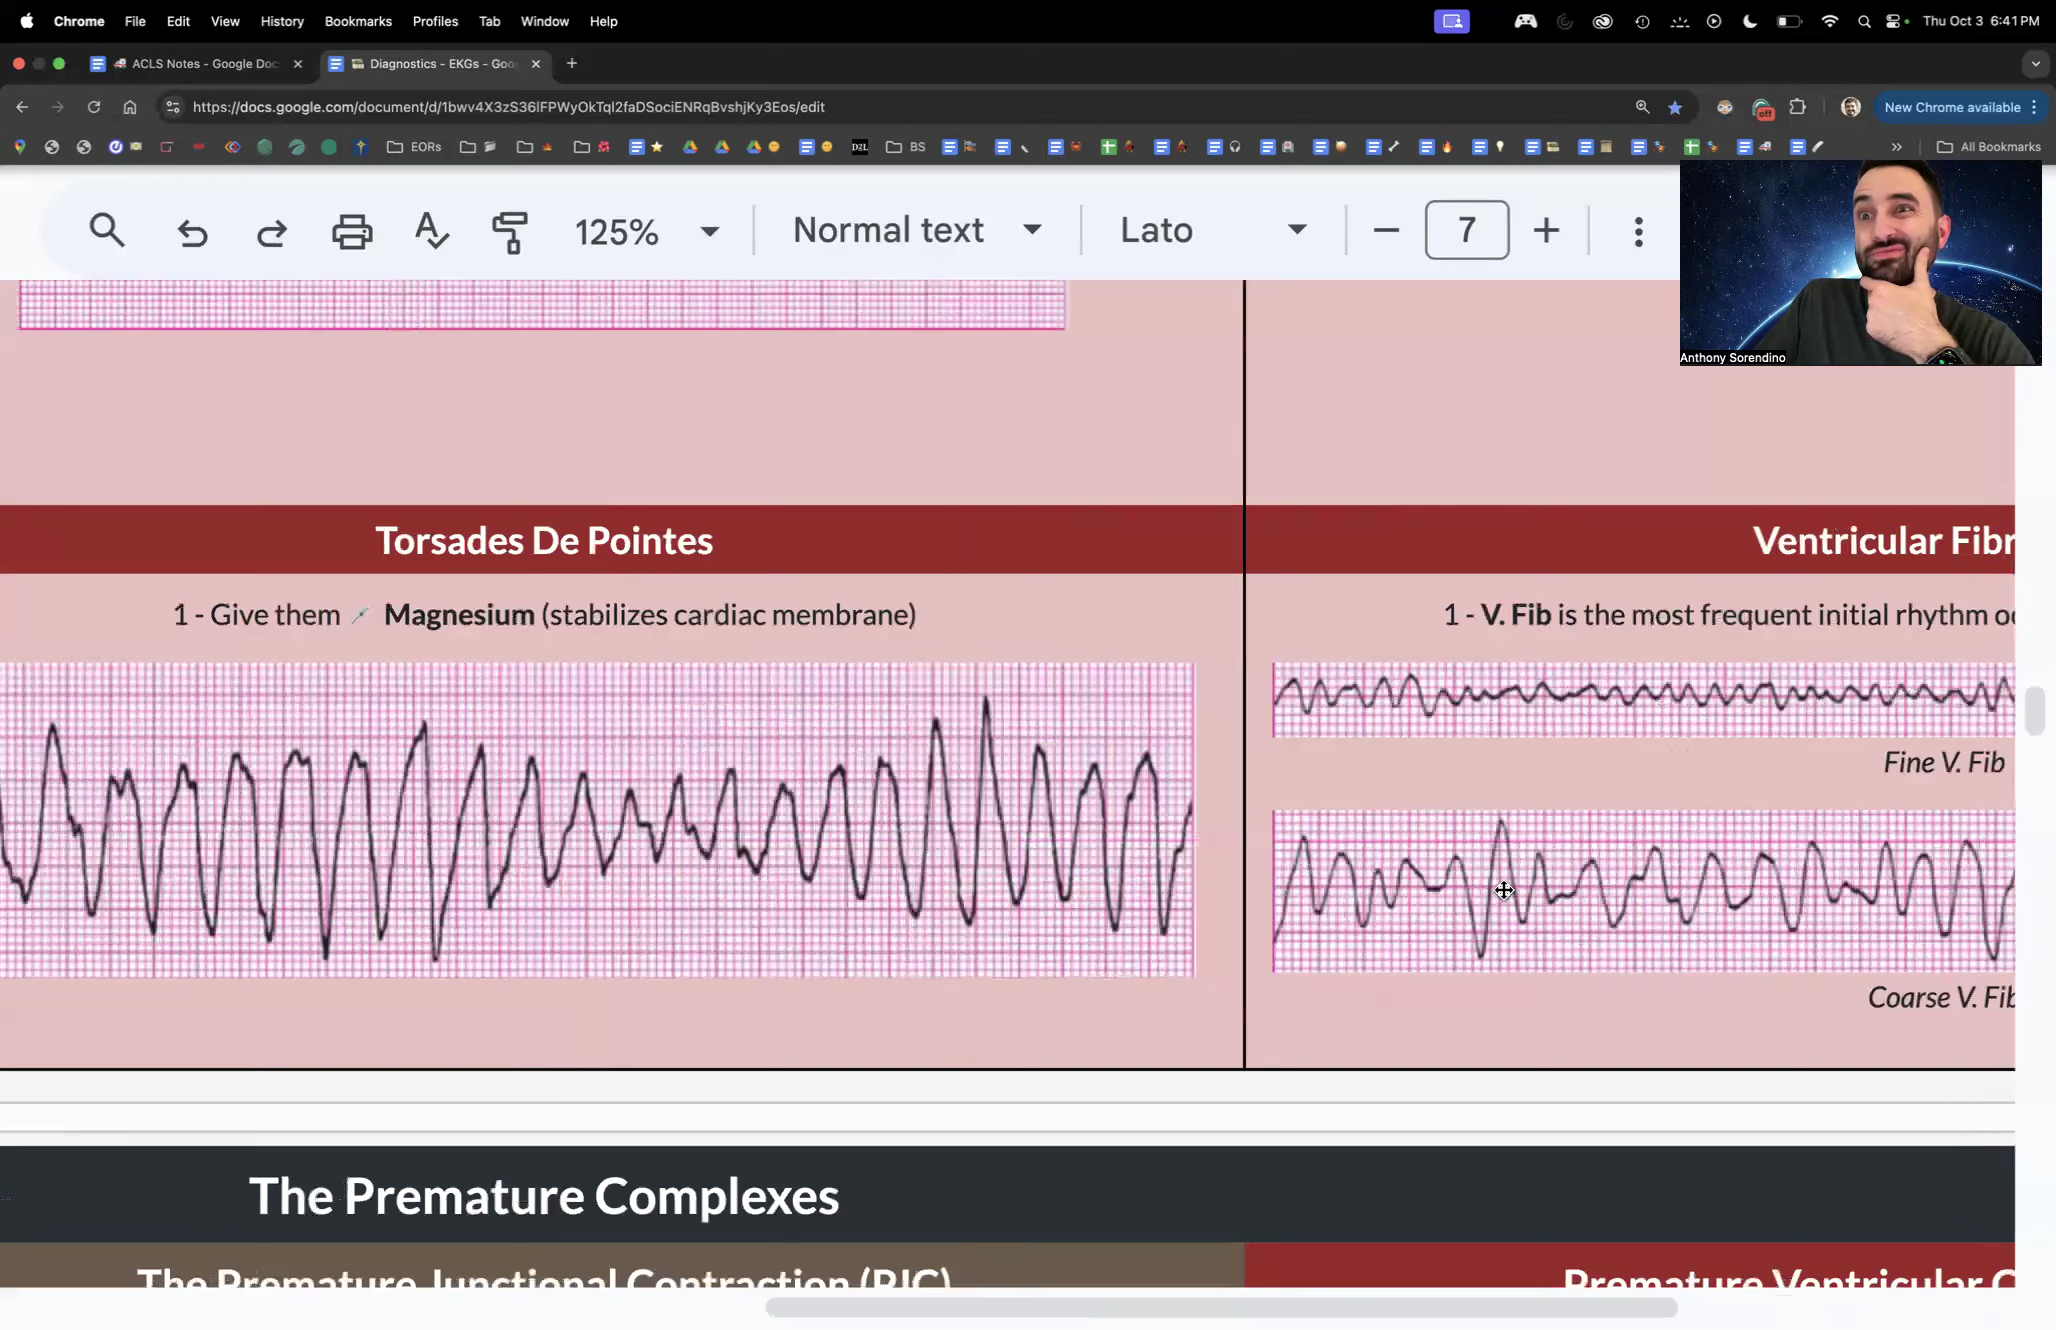 Chrome File Edit View History Bookmarks Profiles Tab Window Help Thu Oct 3 6:41 PM
ACLS Notes - Google Doc Diagnostics - EKGs - Goo
https://docs.google.com/document/d/1bwv4X3zS36lFPWyOkTql2faDSociENRqBvshjKy3Eos/edit off New Chrome available
EORs D2L BS All Bookmarks
125% Normal text Lato 7
Anthony Sorendino
Torsades De Pointes
1 - Give them Magnesium (stabilizes cardiac membrane)
Ventricular Fibr
1 - V. Fib is the most frequent initial rhythm oc
Fine V. Fib
Coarse V. Fib
The Premature Complexes
The Premature Junctional Contraction (PJC)
Premature Ventricular C